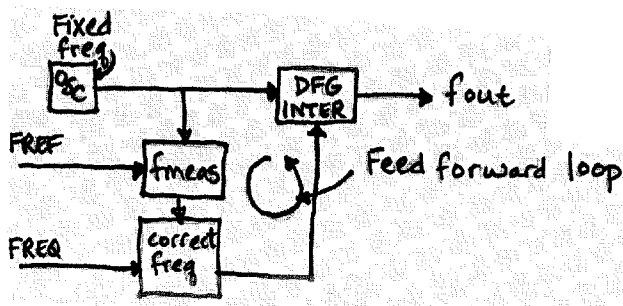 Fixed
freq
OSC
DFG
INTER
fout
FREF
fmeas
Feed forward loop
FREQ
correct
freq